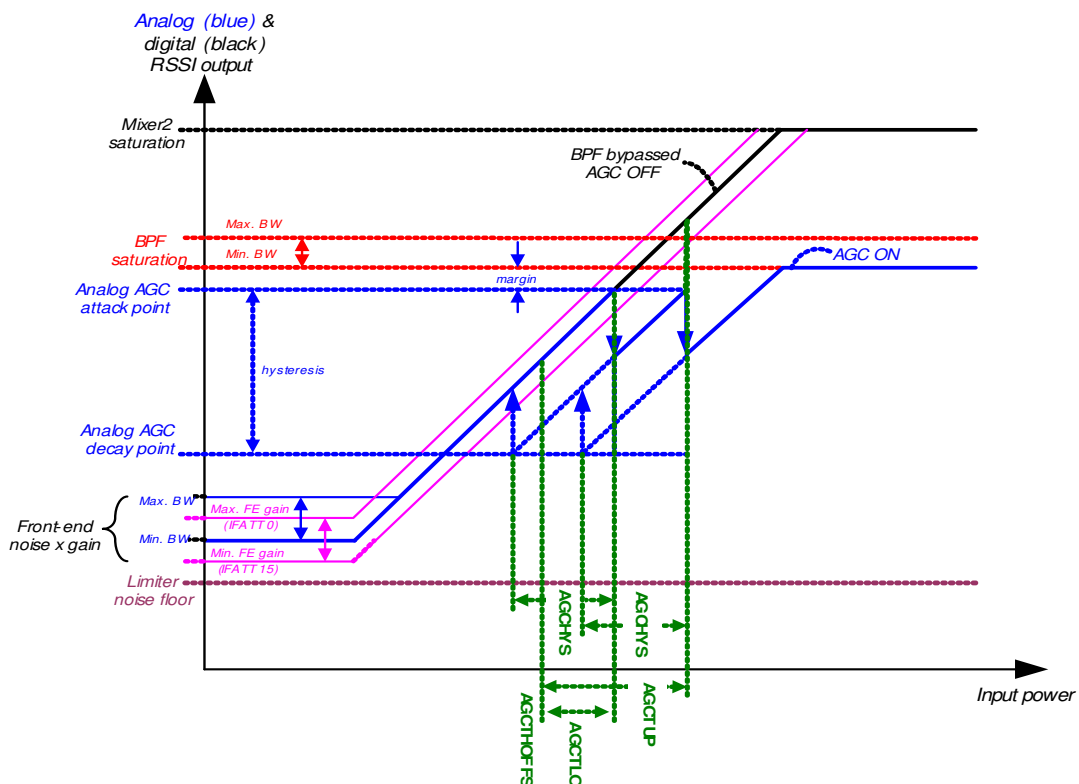 Analog (blue) &
digital (black)
RSSI output
Mixer2
saturation
BPF bypassed
AGC OFF
Max. BW
BPF
saturation
Min. BW
AGC ON
margin
Analog AGC
attack point
hysteresis
Analog AGC
decay point
Max. BW
Max. FE gain
(IFATT 0)
Front-end
noise x gain
Min. BW
Min. FE gain
(IFATT 15)
Limiter
noise floor
AGCHYS
AGCHYS
Input power
AGCTHOFFS
AGCTLO
AGCTUP